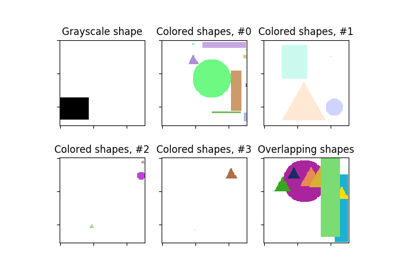 Grayscale shape
Colored shapes, #0
Colored shapes, #1
Colored shapes, #2
Colored shapes, #3
Overlapping shapes